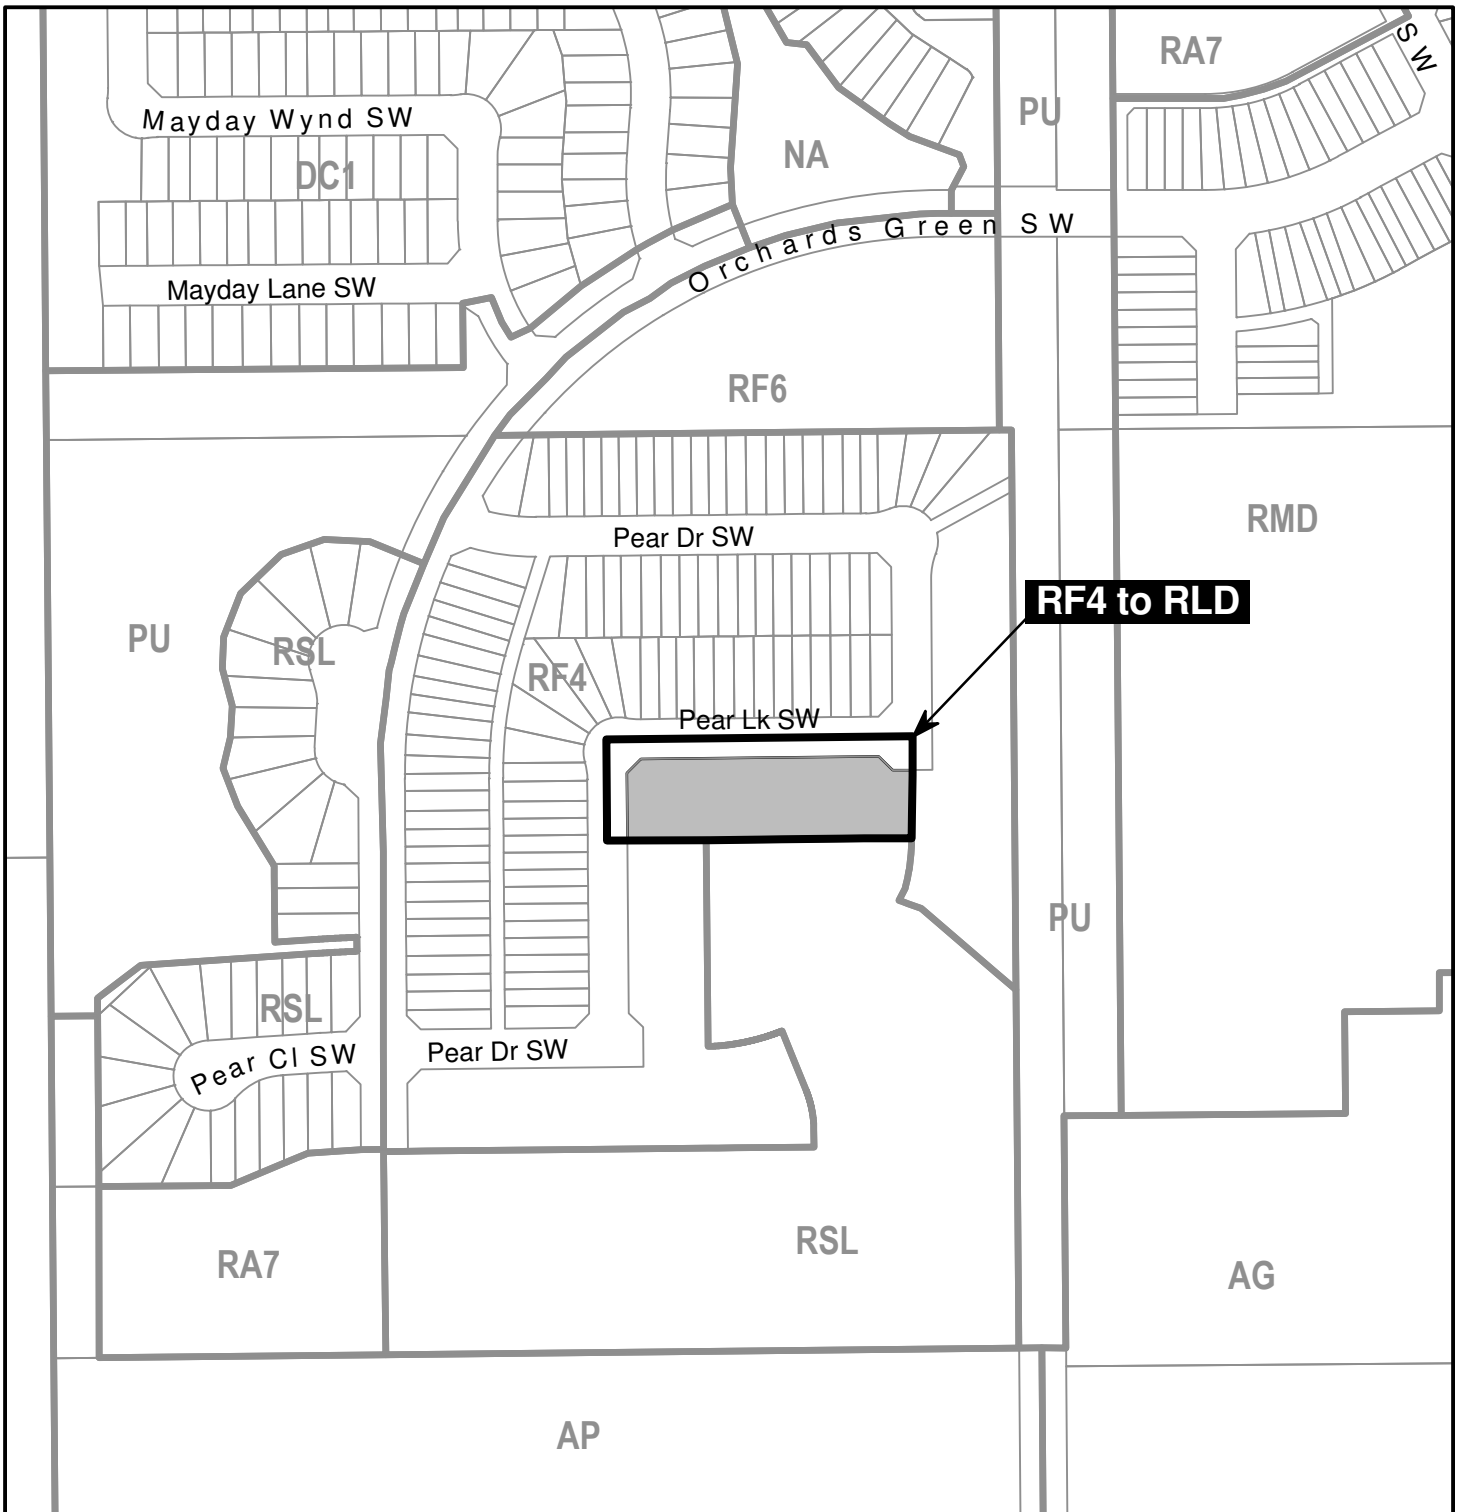 RA7
SW
PU
Mayday Wynd SW
NA
DC1
Orchards Green SW
Mayday Lane SW
RF6
RMD
Pear Dr SW
RF4 to RLD
PU
RSL
RF4
Pear Lk SW
PU
RSL
Pear Cl SW
Pear Dr SW
RSL
RA7
AG
AP